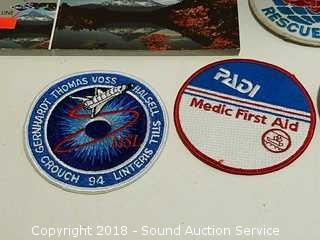 RESCUE
GERNHARDT THOMAS VOSS HALSELL STILL
MSL
CROUCH 94 LINTERIS
PADI
Medic First Aid
Copyright 2018 - Sound Auction Service